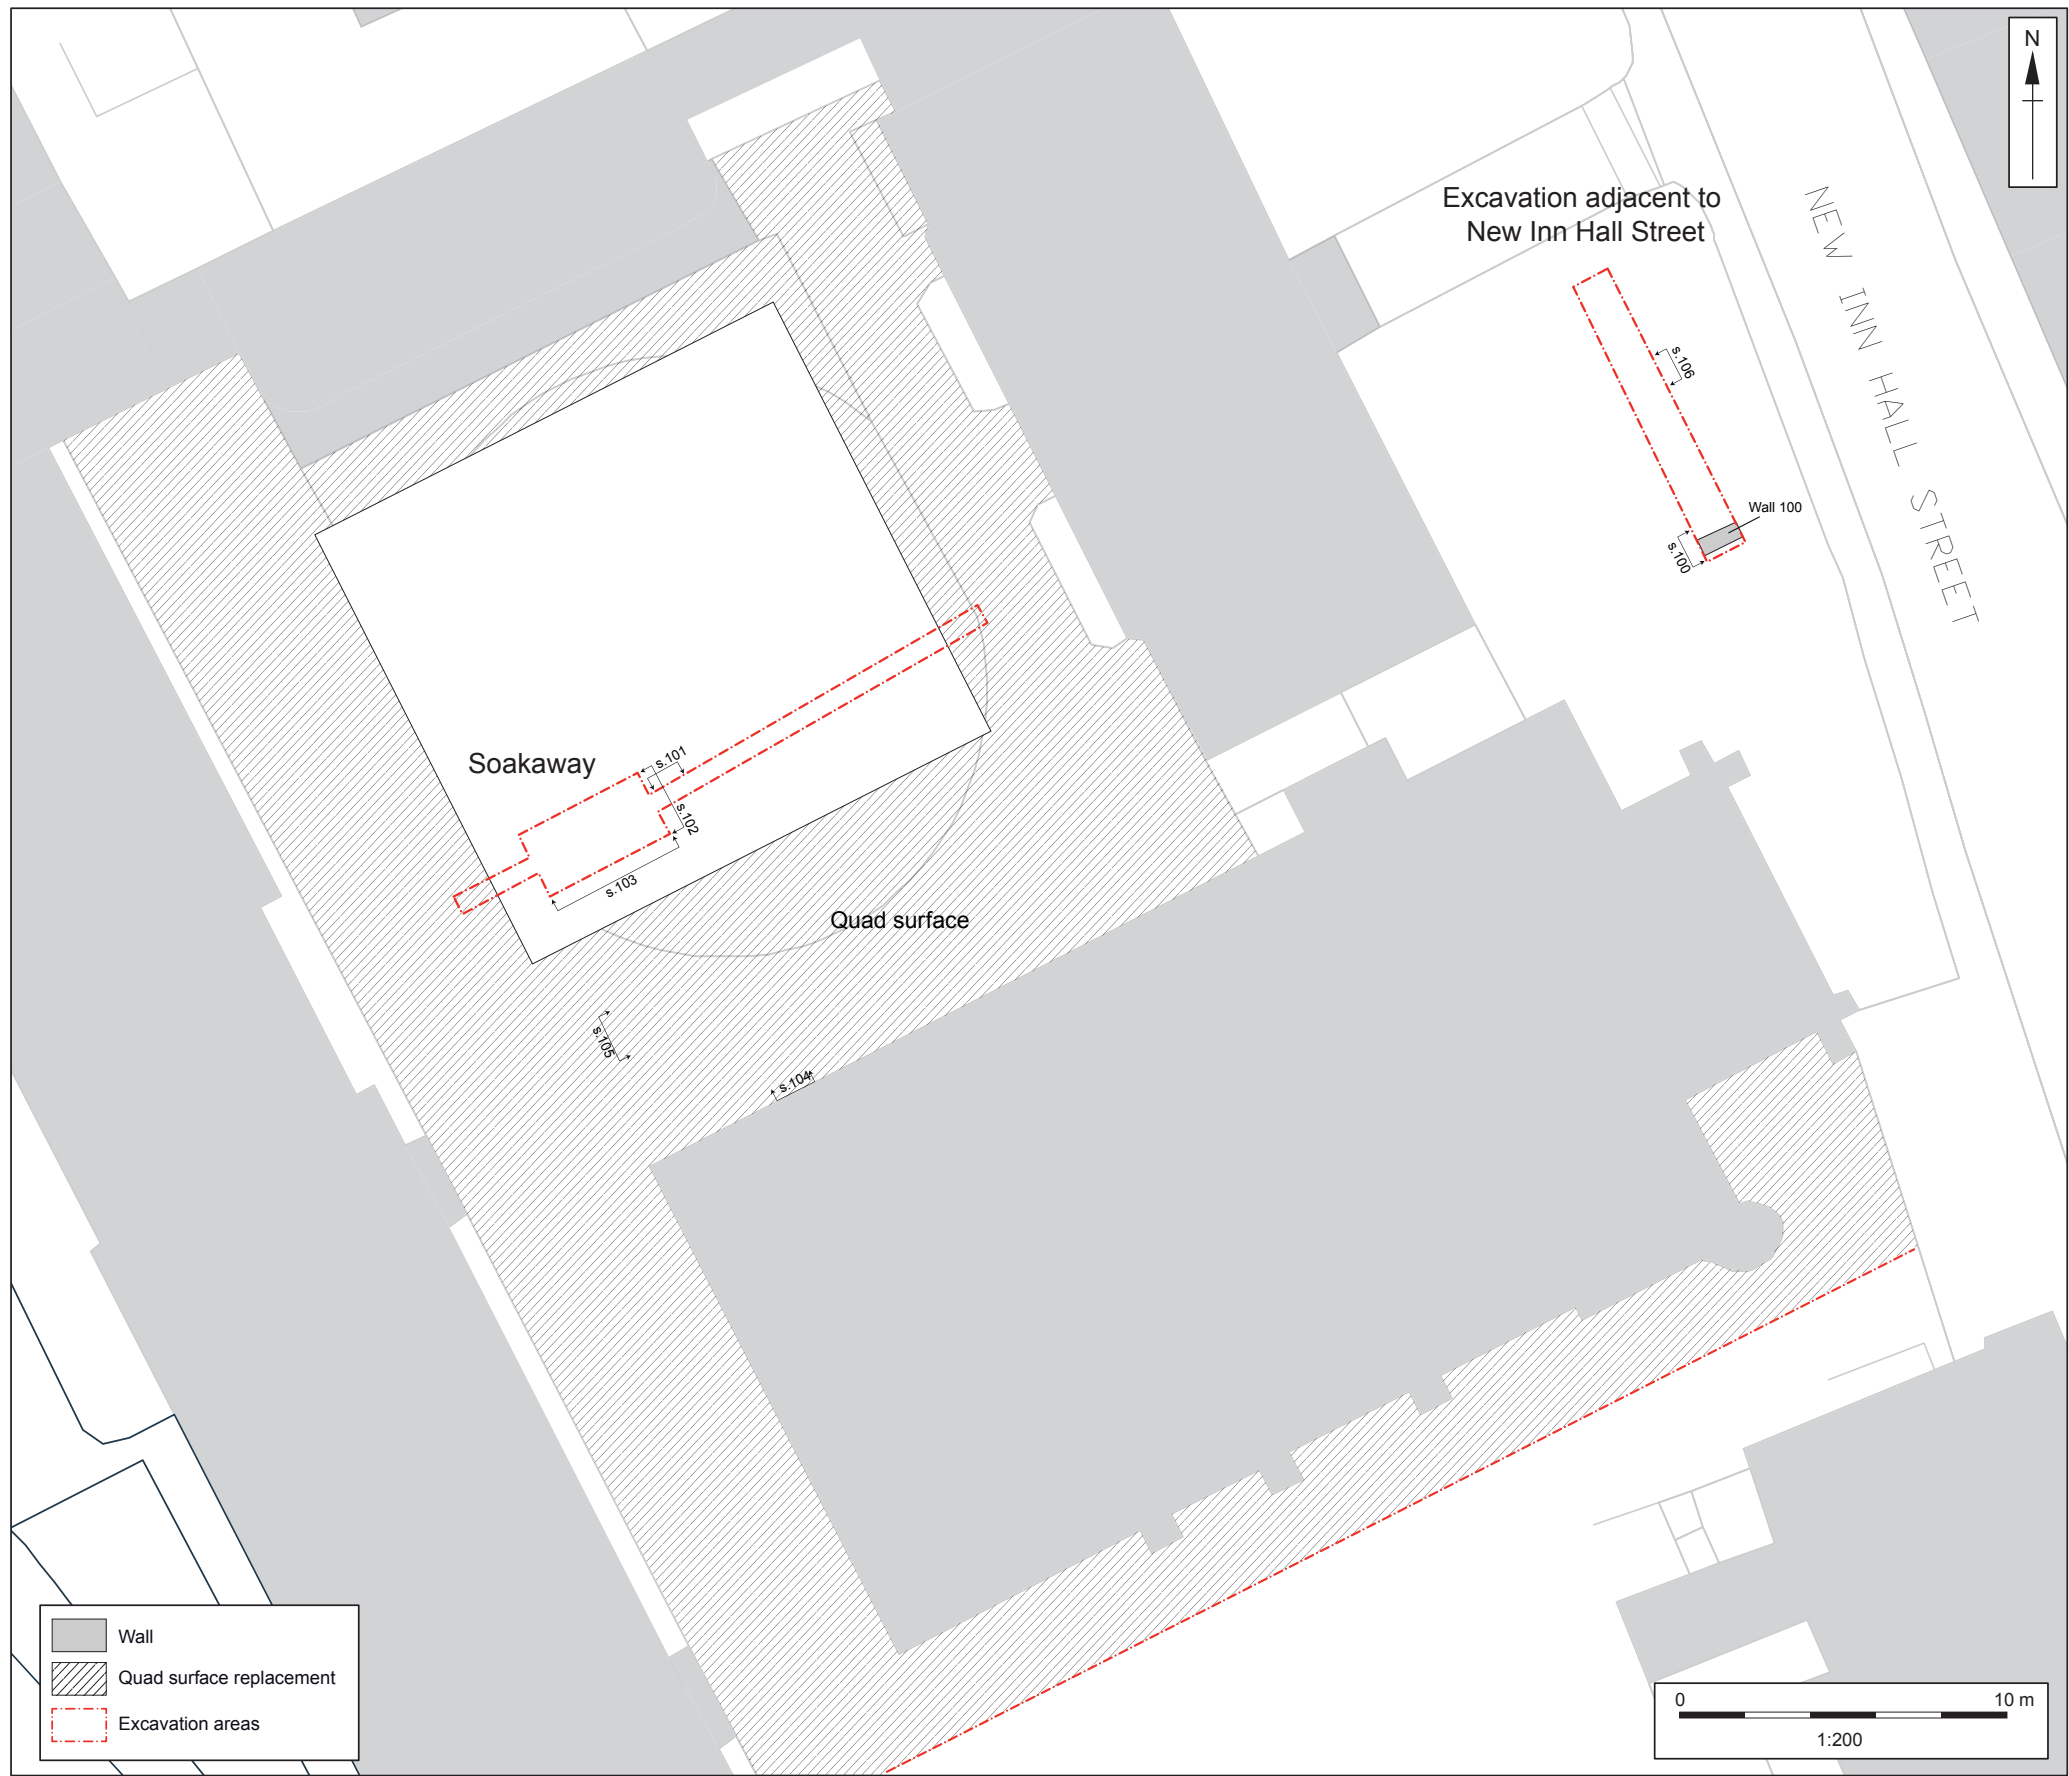 N
Excavation adjacent to
New Inn Hall Street
NEW INN HALL STREET
s.106
Wall 100
s.100
Soakaway
s.101
s.102
s.103
Quad surface
s.105
s.104
Wall
Quad surface replacement
Excavation areas
0 10 m
1:200